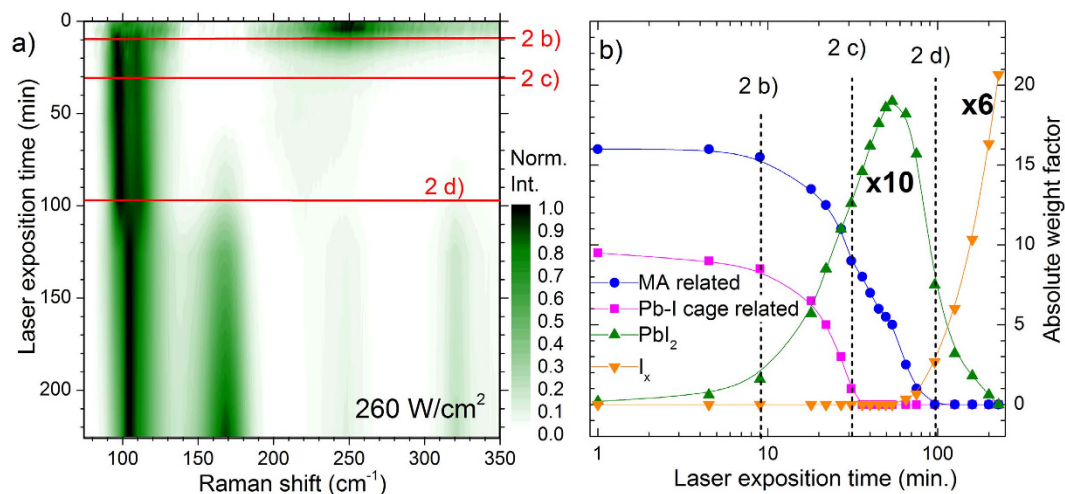 a)
0
50
100
150
200
Laser exposition time (min)
100
150
200
250
300
350
Raman shift (cm-1)
260 W/cm2
2 b)
2 c)
2 d)
Norm.
Int.
1.0
0.9
0.8
0.7
0.6
0.5
0.4
0.3
0.2
0.1
0.0
b)
2 b)
2 c)
2 d)
x6
x10
MA related
Pb-I cage related
PbI2
Ix
20
15
10
5
0
Absolute weight factor
1
10
100
Laser exposition time (min.)